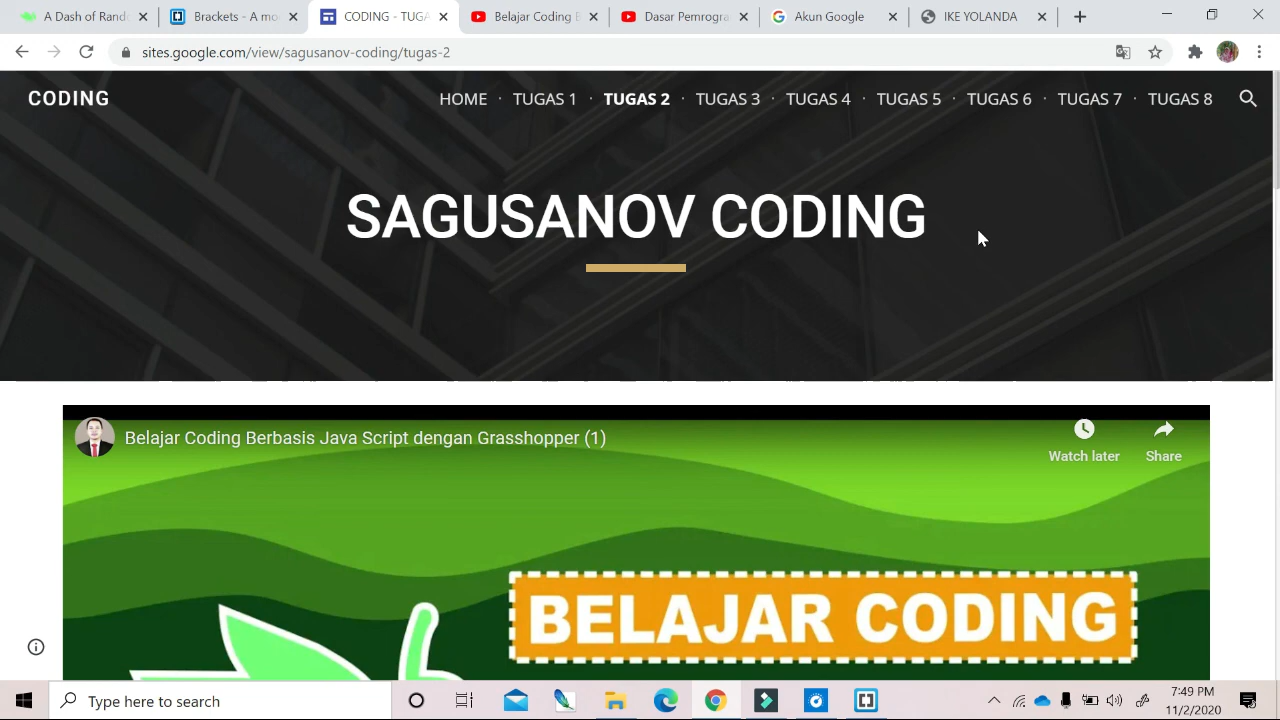 A Bit of Rand
Brackets - A mo
CODING - TUGA
Belajar Coding B
Dasar Pemrogra
Akun Google
IKE YOLANDA
sites.google.com/view/sagusanov-coding/tugas-2
CODING
HOME · TUGAS 1 · TUGAS 2 · TUGAS 3 · TUGAS 4 · TUGAS 5 · TUGAS 6 · TUGAS 7 · TUGAS 8
SAGUSANOV CODING
Belajar Coding Berbasis Java Script dengan Grasshopper (1)
Watch later
Share
BELAJAR CODING
Type here to search
7:49 PM
11/2/2020